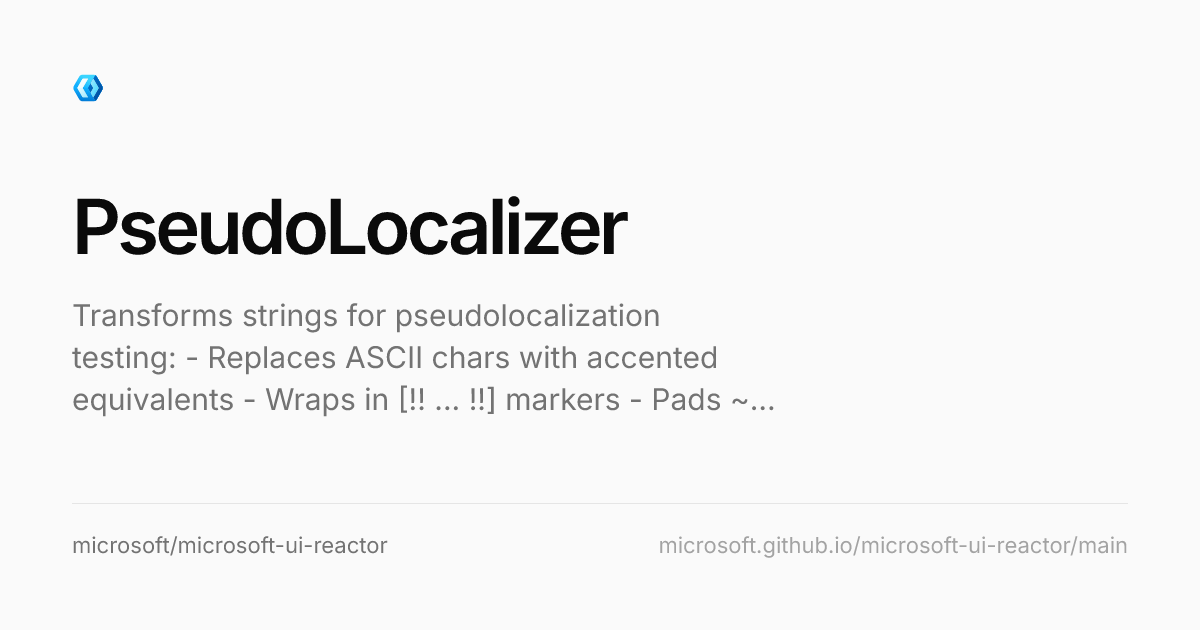 PseudoLocalizer
Transforms strings for pseudolocalization
testing: - Replaces ASCII chars with accented
equivalents - Wraps in [!! ... !!] markers - Pads ~...
microsoft/microsoft-ui-reactor
microsoft.github.io/microsoft-ui-reactor/main